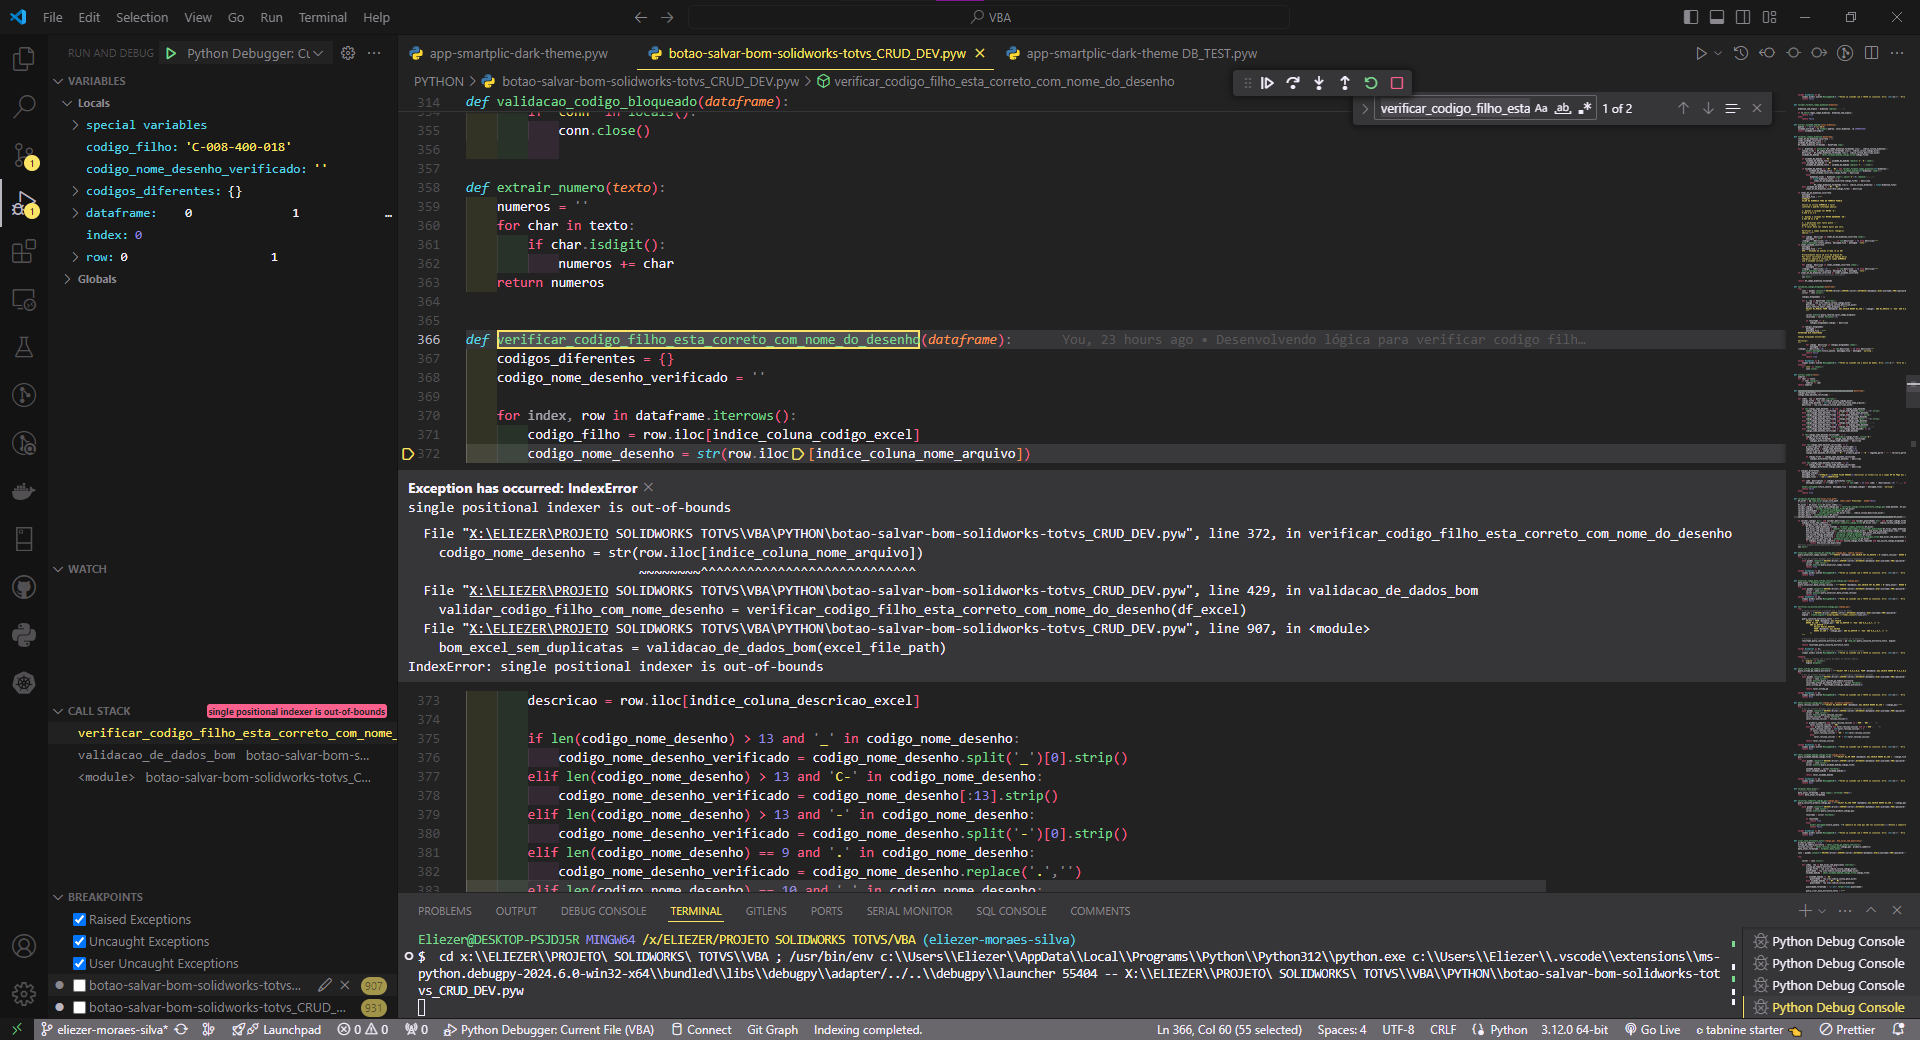 File Edit Selection View Go Run Terminal Help
VBA
RUN AND DEBUG Python Debugger: Cu
app-smartplic-dark-theme.pyw
botao-salvar-bom-solidworks-totvs_CRUD_DEV.pyw
app-smartplic-dark-theme DB_TEST.pyw
PYTHON > botao-salvar-bom-solidworks-totvs_CRUD_DEV.pyw > verificar_codigo_filho_esta_correto_com_nome_do_desenho
verificar_codigo_filho_esta Aa ab .* 1 of 2
VARIABLES
Locals
special variables
codigo_filho: 'C-008-400-018'
codigo_nome_desenho_verificado: ''
codigos_diferentes: {}
dataframe: 0 1 …
index: 0
row: 0 1
Globals
WATCH
CALL STACK single positional indexer is out-of-bounds
verificar_codigo_filho_esta_correto_com_nome_
validacao_de_dados_bom botao-salvar-bom-s...
<module> botao-salvar-bom-solidworks-totvs_C...
BREAKPOINTS
Raised Exceptions
Uncaught Exceptions
User Uncaught Exceptions
botao-salvar-bom-solidworks-totvs... 907
botao-salvar-bom-solidworks-totvs_CRUD_... 931
314 def validacao_codigo_bloqueado(dataframe):
354 if 'conn' in locals():
355 conn.close()
356
357
358 def extrair_numero(texto):
359 numeros = ''
360 for char in texto:
361 if char.isdigit():
362 numeros += char
363 return numeros
364
365
366 def verificar_codigo_filho_esta_correto_com_nome_do_desenho(dataframe): You, 23 hours ago • Desenvolvendo lógica para verificar codigo filh…
367 codigos_diferentes = {}
368 codigo_nome_desenho_verificado = ''
369
370 for index, row in dataframe.iterrows():
371 codigo_filho = row.iloc[indice_coluna_codigo_excel]
372 codigo_nome_desenho = str(row.iloc[indice_coluna_nome_arquivo])
Exception has occurred: IndexError
single positional indexer is out-of-bounds
File "X:\ELIEZER\PROJETO SOLIDWORKS TOTVS\VBA\PYTHON\botao-salvar-bom-solidworks-totvs_CRUD_DEV.pyw", line 372, in verificar_codigo_filho_esta_correto_com_nome_do_desenho
codigo_nome_desenho = str(row.iloc[indice_coluna_nome_arquivo])
~~~~~~~~^^^^^^^^^^^^^^^^^^^^^^^^^^^^
File "X:\ELIEZER\PROJETO SOLIDWORKS TOTVS\VBA\PYTHON\botao-salvar-bom-solidworks-totvs_CRUD_DEV.pyw", line 429, in validacao_de_dados_bom
validar_codigo_filho_com_nome_desenho = verificar_codigo_filho_esta_correto_com_nome_do_desenho(df_excel)
File "X:\ELIEZER\PROJETO SOLIDWORKS TOTVS\VBA\PYTHON\botao-salvar-bom-solidworks-totvs_CRUD_DEV.pyw", line 907, in <module>
bom_excel_sem_duplicatas = validacao_de_dados_bom(excel_file_path)
IndexError: single positional indexer is out-of-bounds
373 descricao = row.iloc[indice_coluna_descricao_excel]
374
375 if len(codigo_nome_desenho) > 13 and '_' in codigo_nome_desenho:
376 codigo_nome_desenho_verificado = codigo_nome_desenho.split('_')[0].strip()
377 elif len(codigo_nome_desenho) > 13 and 'C-' in codigo_nome_desenho:
378 codigo_nome_desenho_verificado = codigo_nome_desenho[:13].strip()
379 elif len(codigo_nome_desenho) > 13 and '-' in codigo_nome_desenho:
380 codigo_nome_desenho_verificado = codigo_nome_desenho.split('-')[0].strip()
381 elif len(codigo_nome_desenho) == 9 and '.' in codigo_nome_desenho:
382 codigo_nome_desenho_verificado = codigo_nome_desenho.replace('.','')
383 elif len(codigo_nome_desenho) == 10 and ' ' in codigo_nome_desenho:
PROBLEMS OUTPUT DEBUG CONSOLE TERMINAL GITLENS PORTS SERIAL MONITOR SQL CONSOLE COMMENTS
Eliezer@DESKTOP-PSJDJ5R MINGW64 /x/ELIEZER/PROJETO SOLIDWORKS TOTVS/VBA (eliezer-moraes-silva)
$ cd x:\\ELIEZER\\PROJETO\ SOLIDWORKS\ TOTVS\\VBA ; /usr/bin/env c:\\Users\\Eliezer\\AppData\\Local\\Programs\\Python\\Python312\\python.exe c:\\Users\\Eliezer\\.vscode\\extensions\\ms-
python.debugpy-2024.6.0-win32-x64\\bundled\\libs\\debugpy\\adapter/../..\\debugpy\\launcher 55404 -- X:\\ELIEZER\\PROJETO\ SOLIDWORKS\ TOTVS\\VBA\\PYTHON\\botao-salvar-bom-solidworks-tot
vs_CRUD_DEV.pyw
Python Debug Console
Python Debug Console
Python Debug Console
Python Debug Console
eliezer-moraes-silva* Launchpad 0 0 0 Python Debugger: Current File (VBA) Connect Git Graph Indexing completed. Ln 366, Col 60 (55 selected) Spaces: 4 UTF-8 CRLF Python 3.12.0 64-bit Go Live tabnine starter Prettier